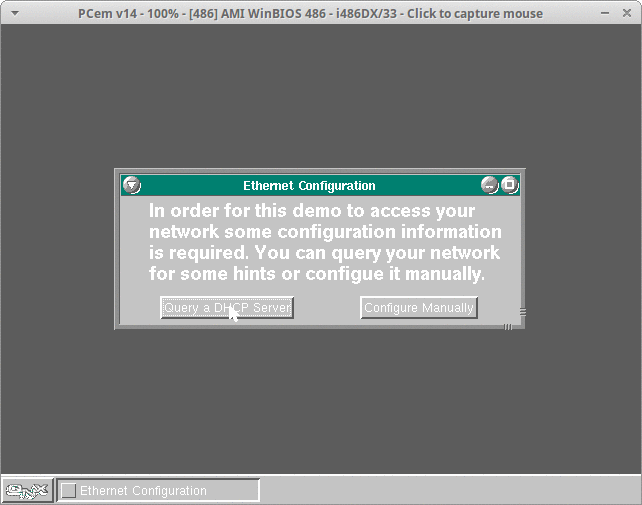 PCem v14 - 100% - [486] AMI WinBIOS 486 - i486DX/33 - Click to capture mouse
Ethernet Configuration
In order for this demo to access your
network some configuration information
is required. You can query your network
for some hints or configue it manually.
Query a DHCP Server
Configure Manually
QNX
Ethernet Configuration